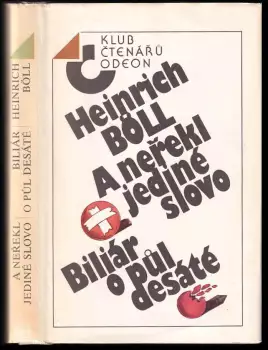 KLUB
ČTENÁŘŮ
ODEON
Heinrich
BÖLL
A neřekl
jediné
slovo
Biliár
o půl
desáté
HEINRICH
BÖLL
BILIÁR
O PŮL DESÁTÉ
A NEŘEKL
JEDINÉ SLOVO